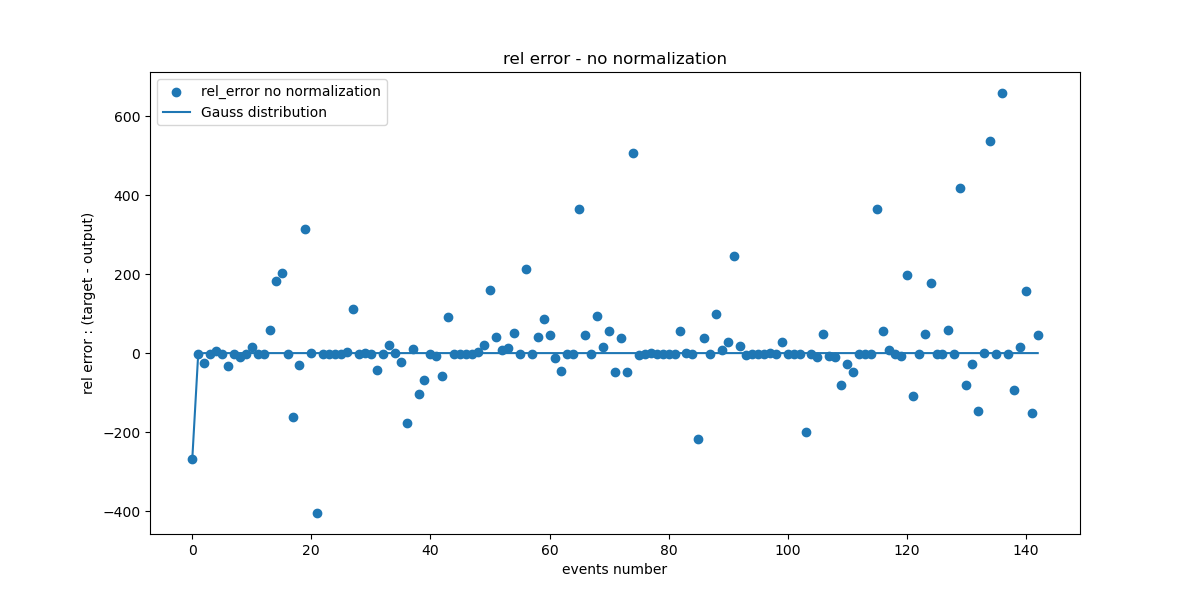 rel error - no normalization
rel_error no normalization
Gauss distribution
rel error : (target - output)
600
400
200
0
−200
−400
0 20 40 60 80 100 120 140
events number